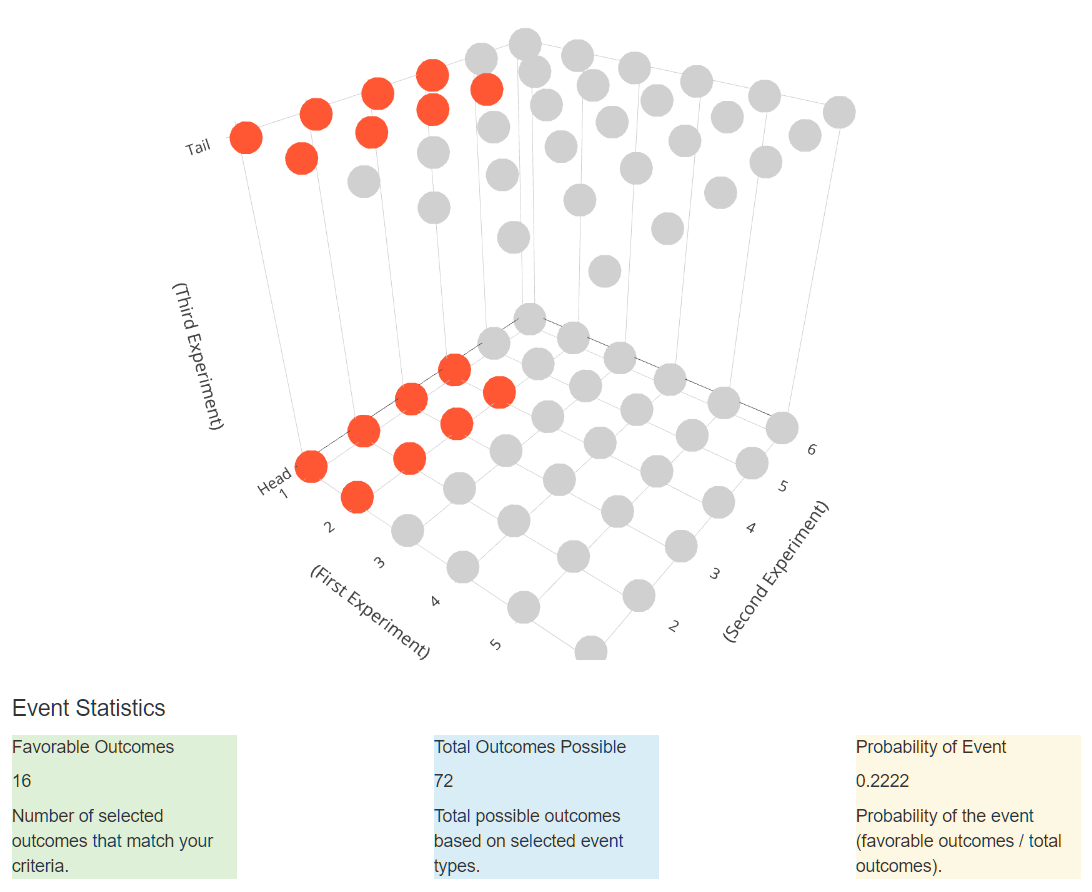 Tail
(Third Experiment)
Head
1
2
3
4
5
(First Experiment)
2
3
4
5
6
(Second Experiment)
Event Statistics
Favorable Outcomes
16
Number of selected
outcomes that match your
criteria.
Total Outcomes Possible
72
Total possible outcomes
based on selected event
types.
Probability of Event
0.2222
Probability of the event
(favorable outcomes / total
outcomes).